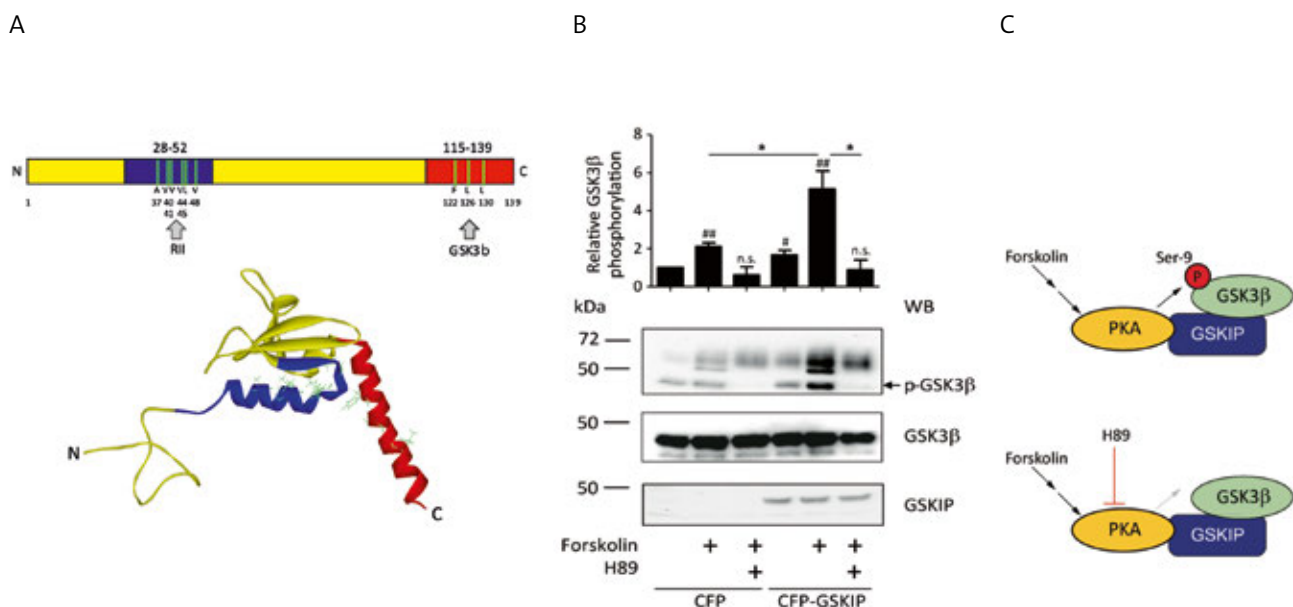 A
B
C
28-52
115-139
N
C
A VV VL V
F L L
1
37 40 44 48
122 126 130
139
41 45
RII
GSK3b
N
C
Relative GSK3β
phosphorylation
8
6
4
2
0
*
*
##
n.s.
#
##
n.s.
kDa
WB
72
50
p-GSK3β
50
GSK3β
50
GSKIP
Forskolin + + + +
H89 + +
CFP
CFP-GSKIP
Forskolin
Ser-9
P
GSK3β
PKA
GSKIP
H89
Forskolin
GSK3β
PKA
GSKIP